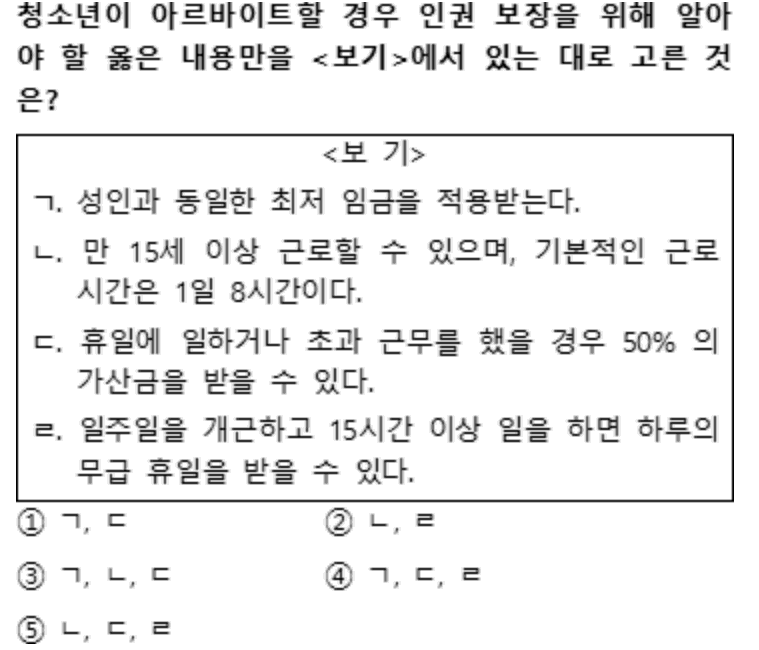 청소년이 아르바이트할 경우 인권 보장을 위해 알아
야 할 옳은 내용만을 <보기>에서 있는 대로 고른 것
은?
<보 기>
ㄱ. 성인과 동일한 최저 임금을 적용받는다.
ㄴ. 만 15세 이상 근로할 수 있으며, 기본적인 근로
시간은 1일 8시간이다.
ㄷ. 휴일에 일하거나 초과 근무를 했을 경우 50% 의
가산금을 받을 수 있다.
ㄹ. 일주일을 개근하고 15시간 이상 일을 하면 하루의
무급 휴일을 받을 수 있다.
① ㄱ, ㄷ ② ㄴ, ㄹ
③ ㄱ, ㄴ, ㄷ ④ ㄱ, ㄷ, ㄹ
⑤ ㄴ, ㄷ, ㄹ